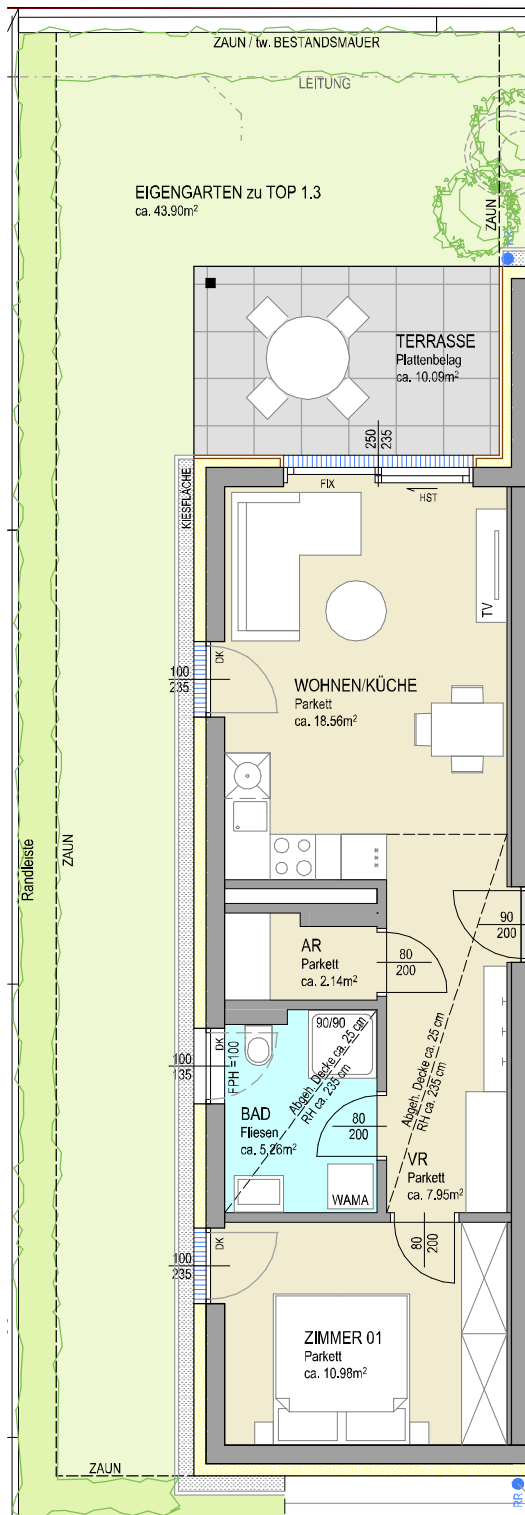 ZAUN / tw. BESTANDSMAUER
LEITUNG
EIGENGARTEN zu TOP 1.3
ca. 43.90m²
ZAUN
RR
TERRASSE
Plattenbelag
ca. 10.09m²
250
235
KIESFLÄCHE
FIX
HST
TV
DK
100
235
WOHNEN/KÜCHE
Parkett
ca. 18.56m²
ZAUN
Randleiste
90
200
AR
Parkett
ca. 2.14m²
80
200
90/90
DK
100
135
FPH =100
Abgeh. Decke ca. 25 cm
RH ca. 235 cm
Abgeh. Decke ca. 25 cm
RH ca. 235 cm
BAD
Fliesen
ca. 5.26m²
80
200
VR
Parkett
ca. 7.95m²
WAMA
DK
100
235
80
200
ZIMMER 01
Parkett
ca. 10.98m²
ZAUN
RR